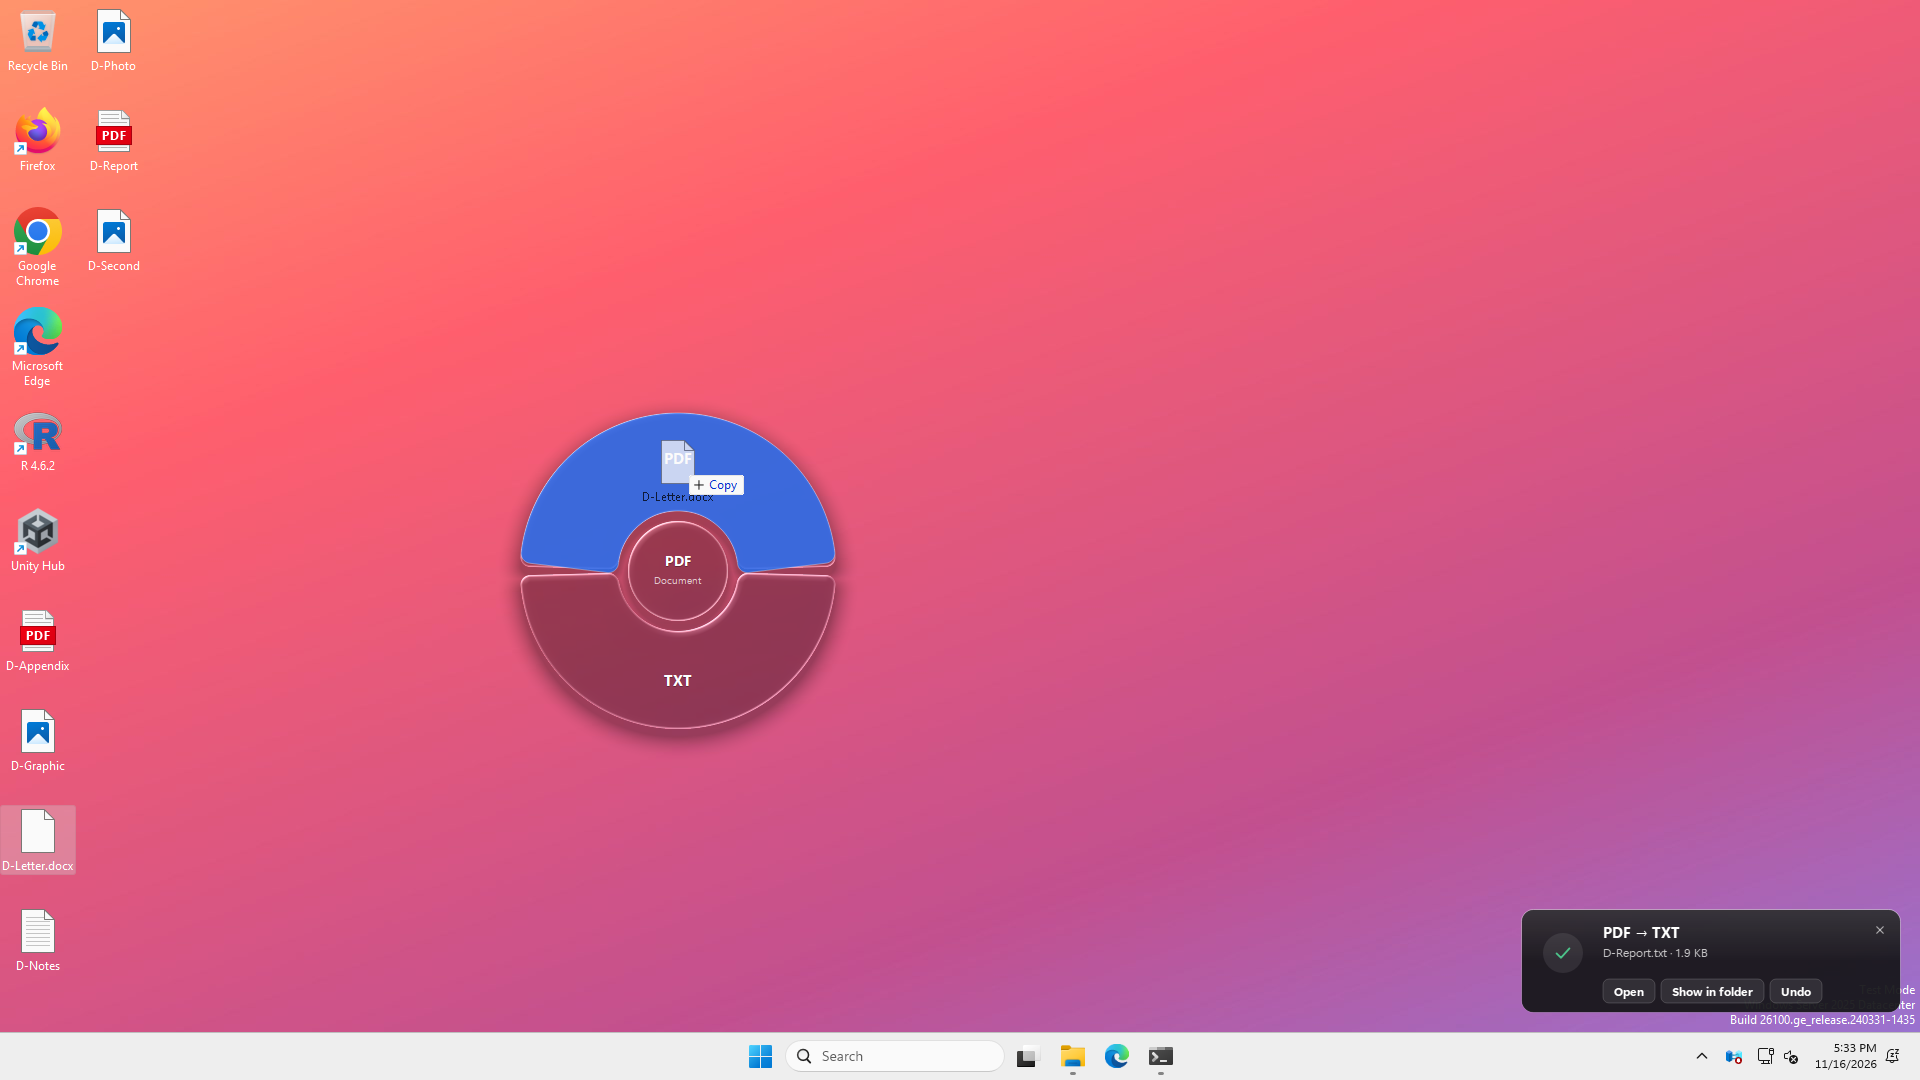 Recycle Bin
D-Photo
Firefox
PDF
D-Report
Google
Chrome
D-Second
Microsoft
Edge
R 4.6.2
Unity Hub
PDF
D-Appendix
D-Graphic
D-Letter.docx
D-Notes
PDF
+ Copy
D-Letter.docx
PDF
Document
TXT
PDF → TXT
D-Report.txt · 1.9 KB
Open
Show in folder
Undo
Build 26100.ge_release.240331-1435
Search
5:33 PM
11/16/2026